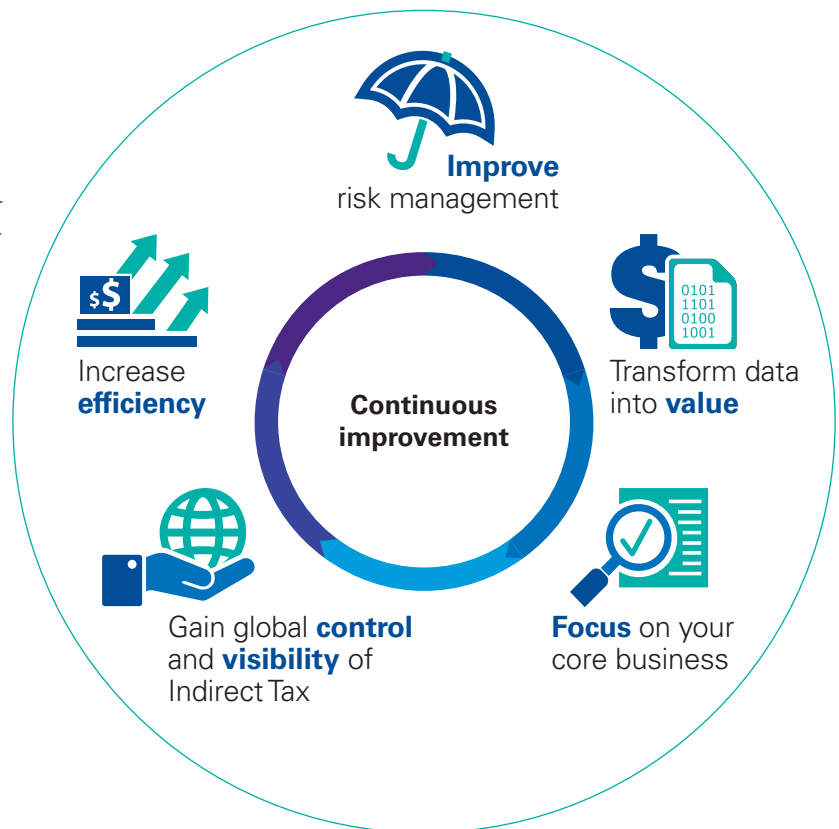 Improve
risk management
$$
0101
1101
0100
1001
Increase
efficiency
Transform data
into value
Continuous
improvement
Gain global control
and visibility of
Indirect Tax
Focus on your
core business